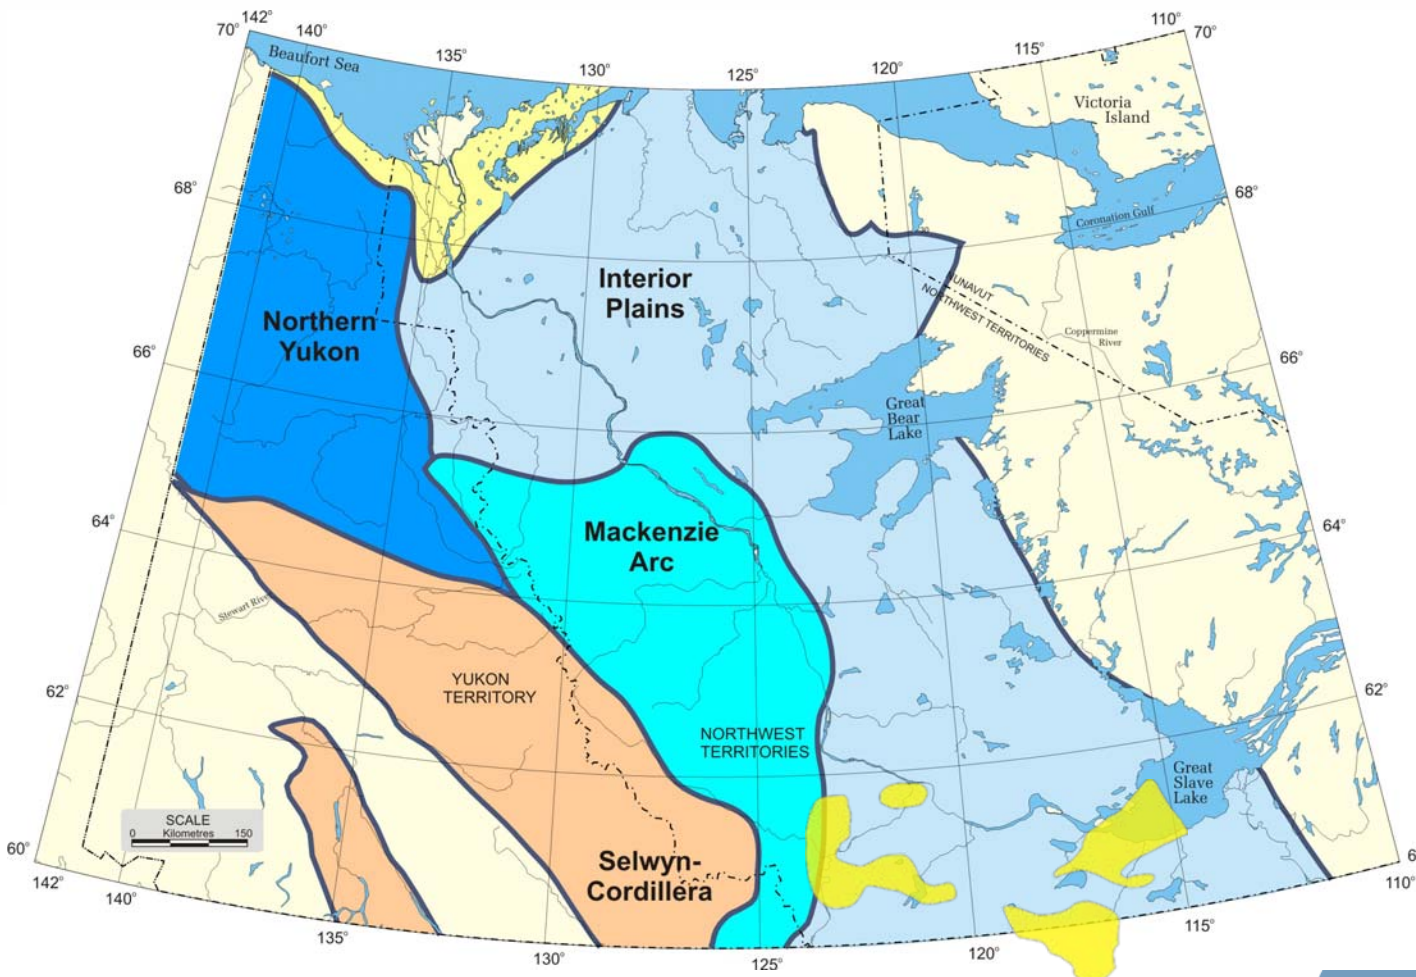 142°
140°
135°
130°
125°
120°
115°
110°
70°
70°
Beaufort Sea
Victoria
Island
68°
68°
Coronation Gulf
Interior
Plains
NUNAVUT
NORTHWEST TERRITORIES
Northern
Yukon
Coppermine
River
66°
66°
Great
Bear
Lake
64°
64°
Mackenzie
Arc
Stewart River
YUKON
TERRITORY
62°
62°
NORTHWEST
TERRITORIES
Great
Slave
Lake
SCALE
0 Kilometres 150
60°
Selwyn-
Cordillera
142°
140°
135°
130°
125°
120°
115°
110°